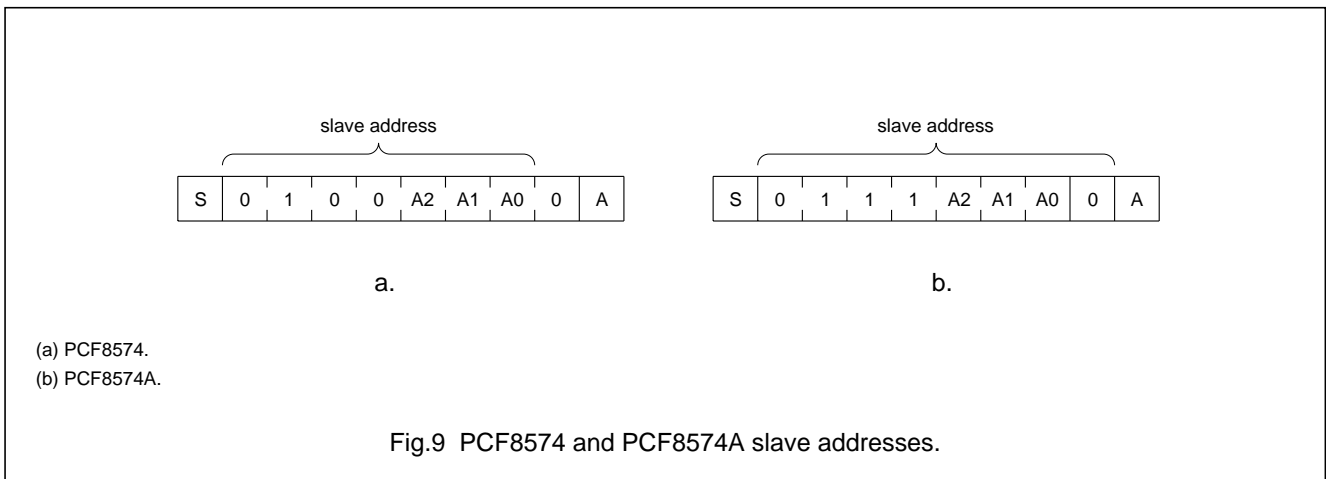 slave address
S 0 1 0 0 A2 A1 A0 0 A
a.
slave address
S 0 1 1 1 A2 A1 A0 0 A
b.
(a) PCF8574.
(b) PCF8574A.
Fig.9 PCF8574 and PCF8574A slave addresses.